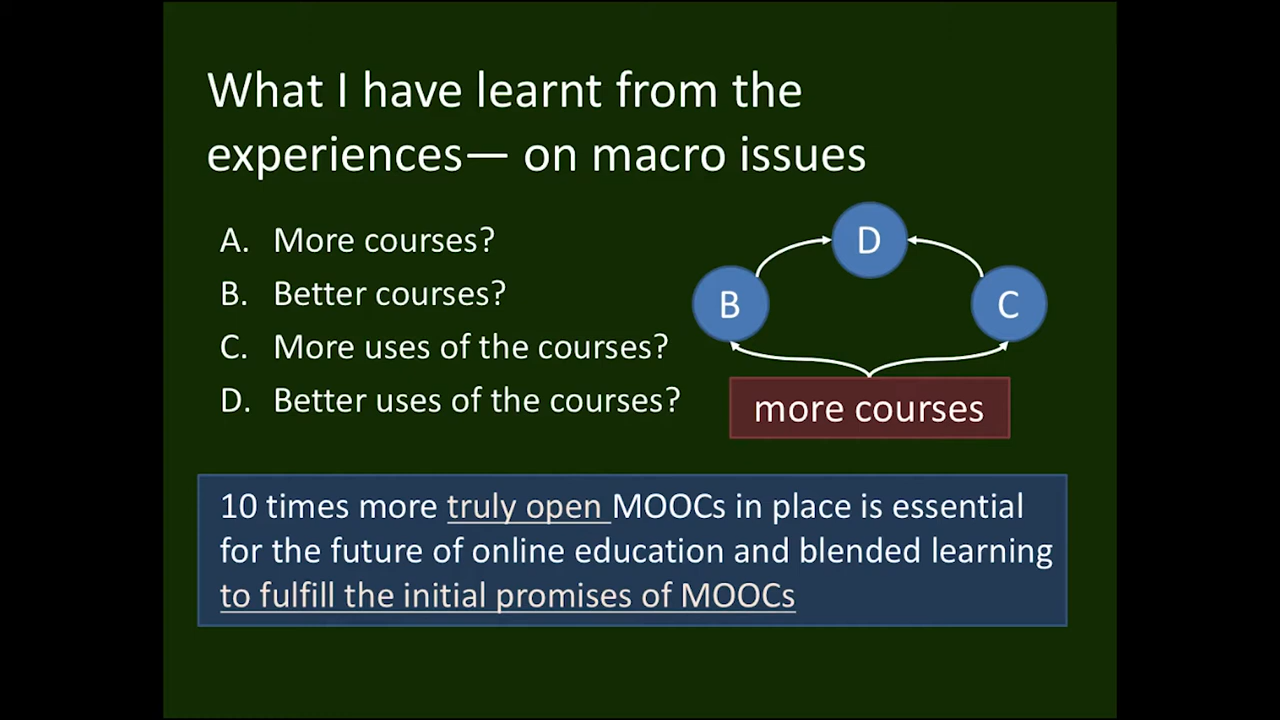 What I have learnt from the
experiences— on macro issues
A. More courses?
B. Better courses?
C. More uses of the courses?
D. Better uses of the courses?
D
B
C
more courses
10 times more truly open MOOCs in place is essential
for the future of online education and blended learning
to fulfill the initial promises of MOOCs